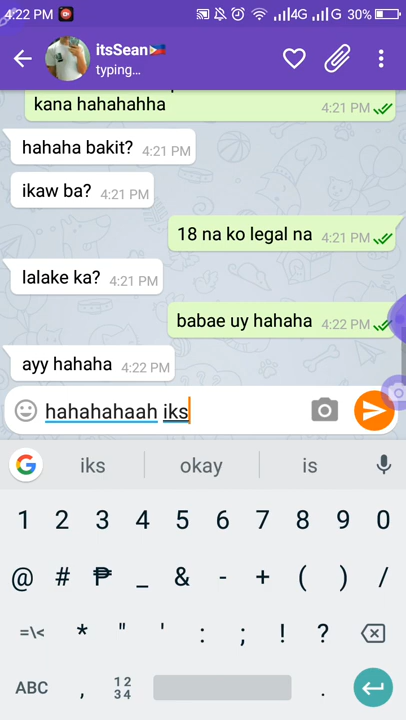 4:22 PM
4G
G
30%
itsSean
typing...
kana hahahahha
4:21 PM
hahaha bakit? 4:21 PM
ikaw ba? 4:21 PM
18 na ko legal na 4:21 PM
lalake ka? 4:21 PM
babae uy hahaha 4:22 PM
ayy hahaha 4:22 PM
hahahahaah iks
G
iks okay is
1 2 3 4 5 6 7 8 9 0
@ # ₱ _ & - + ( ) /
=\< * " ' : ; ! ?
ABC , 12 .
34